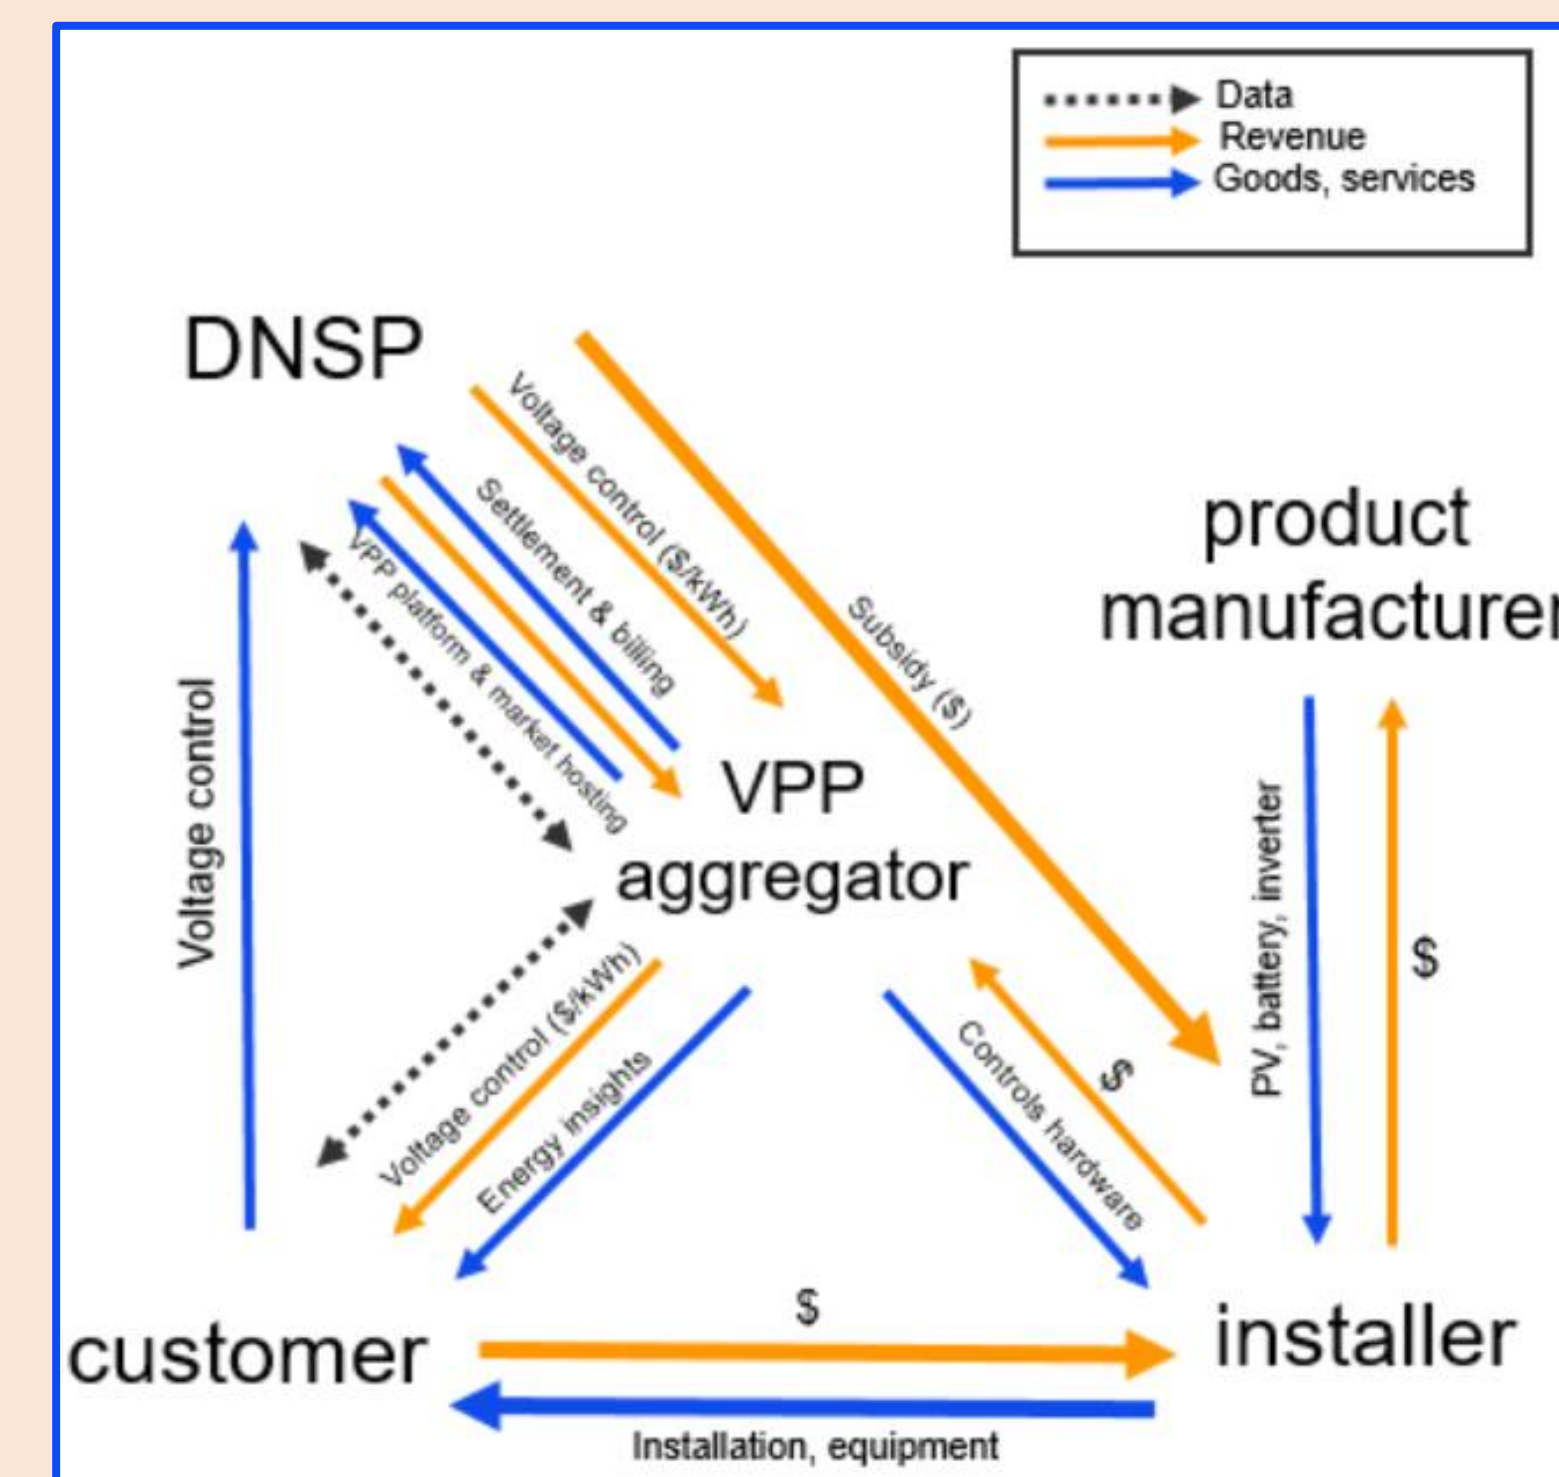 Data
Revenue
Goods, services
DNSP
Voltage control ($/kWh)
Settlement & billing
VPP platform & market hosting
Subsidy ($)
product
manufacturer
Voltage control
VPP
aggregator
PV, battery, inverter
$
Voltage control ($/kWh)
Energy insights
Controls hardware
$
$
customer
installer
Installation, equipment